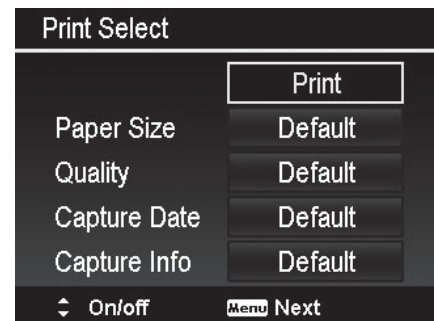 Print Select
Print
Paper Size Default
Quality Default
Capture Date Default
Capture Info Default
On/off Menu Next